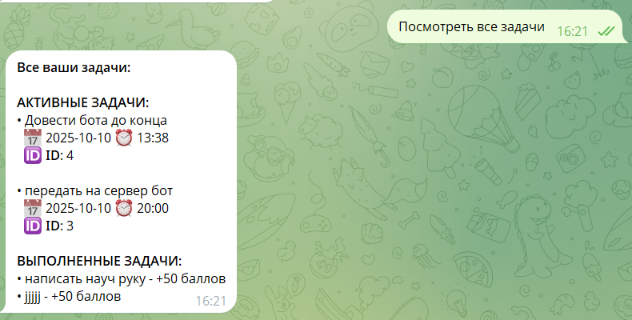 Посмотреть все задачи 16:21
Все ваши задачи:
АКТИВНЫЕ ЗАДАЧИ:
• Довести бота до конца
📅 2025-10-10 ⏰ 13:38
🆔 ID: 4
• передать на сервер бот
📅 2025-10-10 ⏰ 20:00
🆔 ID: 3
ВЫПОЛНЕННЫЕ ЗАДАЧИ:
• написать науч руку - +50 баллов
• jjjjj - +50 баллов
16:21